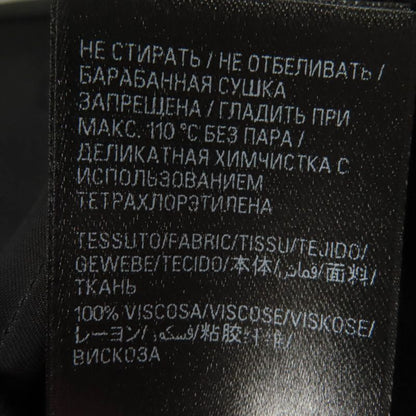 НЕ СТИРАТЬ / НЕ ОТБЕЛИВАТЬ /
БАРАБАННАЯ СУШКА
ЗАПРЕЩЕНА / ГЛАДИТЬ ПРИ
МАКС. 110 °С БЕЗ ПАРА /
ДЕЛИКАТНАЯ ХИМЧИСТКА С
ИСПОЛЬЗОВАНИЕМ
ТЕТРАХЛОРЭТИЛЕНА
TESSUTO/FABRIC/TISSU/TEJIDO/
GEWEBE/TECIDO/本体/قماش/面料/
ТКАНЬ
100% VISCOSA/VISCOSE/VISKOSE/
レーヨン/فسكوز/粘胶纤维/
ВИСКОЗА